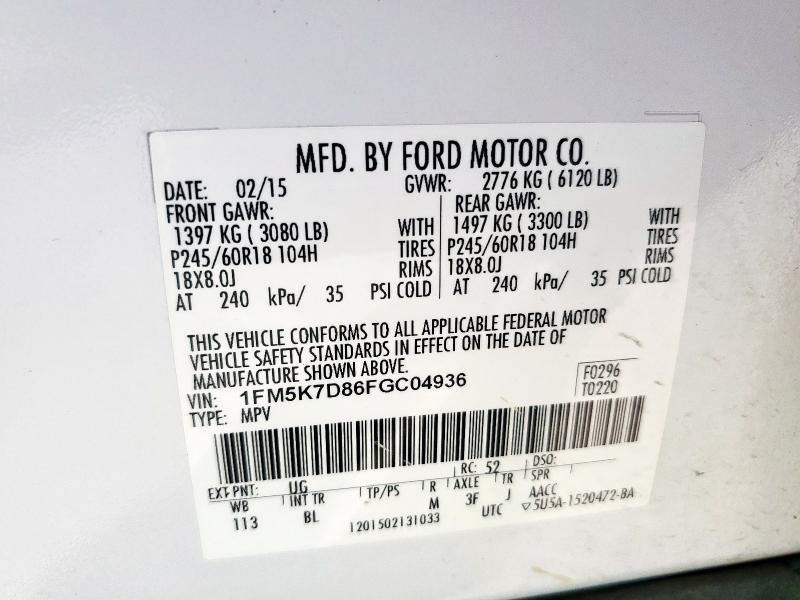 MFD. BY FORD MOTOR CO.
DATE: 02/15 GVWR: 2776 KG ( 6120 LB)
FRONT GAWR: REAR GAWR:
1397 KG ( 3080 LB) WITH 1497 KG ( 3300 LB) WITH
P245/60R18 104H TIRES P245/60R18 104H TIRES
18X8.0J RIMS 18X8.0J RIMS
AT 240 kPa/ 35 PSI COLD AT 240 kPa/ 35 PSI COLD
THIS VEHICLE CONFORMS TO ALL APPLICABLE FEDERAL MOTOR
VEHICLE SAFETY STANDARDS IN EFFECT ON THE DATE OF
MANUFACTURE SHOWN ABOVE.
VIN: 1FM5K7D86FGC04936 F0296
TYPE: MPV T0220
EXT PNT: UG RC: 52 DSO:
WB INT TR TP/PS R AXLE TR SPR
113 BL M 3F J AACC
1201502131033 UTC ▽5U5A-1520472-BA